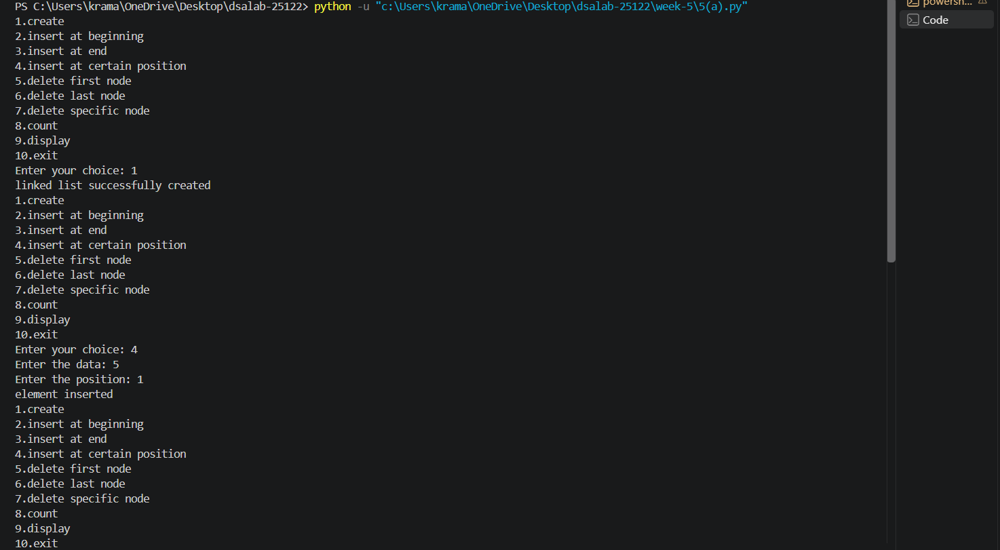 PS C:\Users\krama\OneDrive\Desktop\dsalab-25122> python -u "c:\Users\krama\OneDrive\Desktop\dsalab-25122\week-5\5(a).py"
1.create
2.insert at beginning
3.insert at end
4.insert at certain position
5.delete first node
6.delete last node
7.delete specific node
8.count
9.display
10.exit
Enter your choice: 1
linked list successfully created
1.create
2.insert at beginning
3.insert at end
4.insert at certain position
5.delete first node
6.delete last node
7.delete specific node
8.count
9.display
10.exit
Enter your choice: 4
Enter the data: 5
Enter the position: 1
element inserted
1.create
2.insert at beginning
3.insert at end
4.insert at certain position
5.delete first node
6.delete last node
7.delete specific node
8.count
9.display
10.exit
powersh...
Code